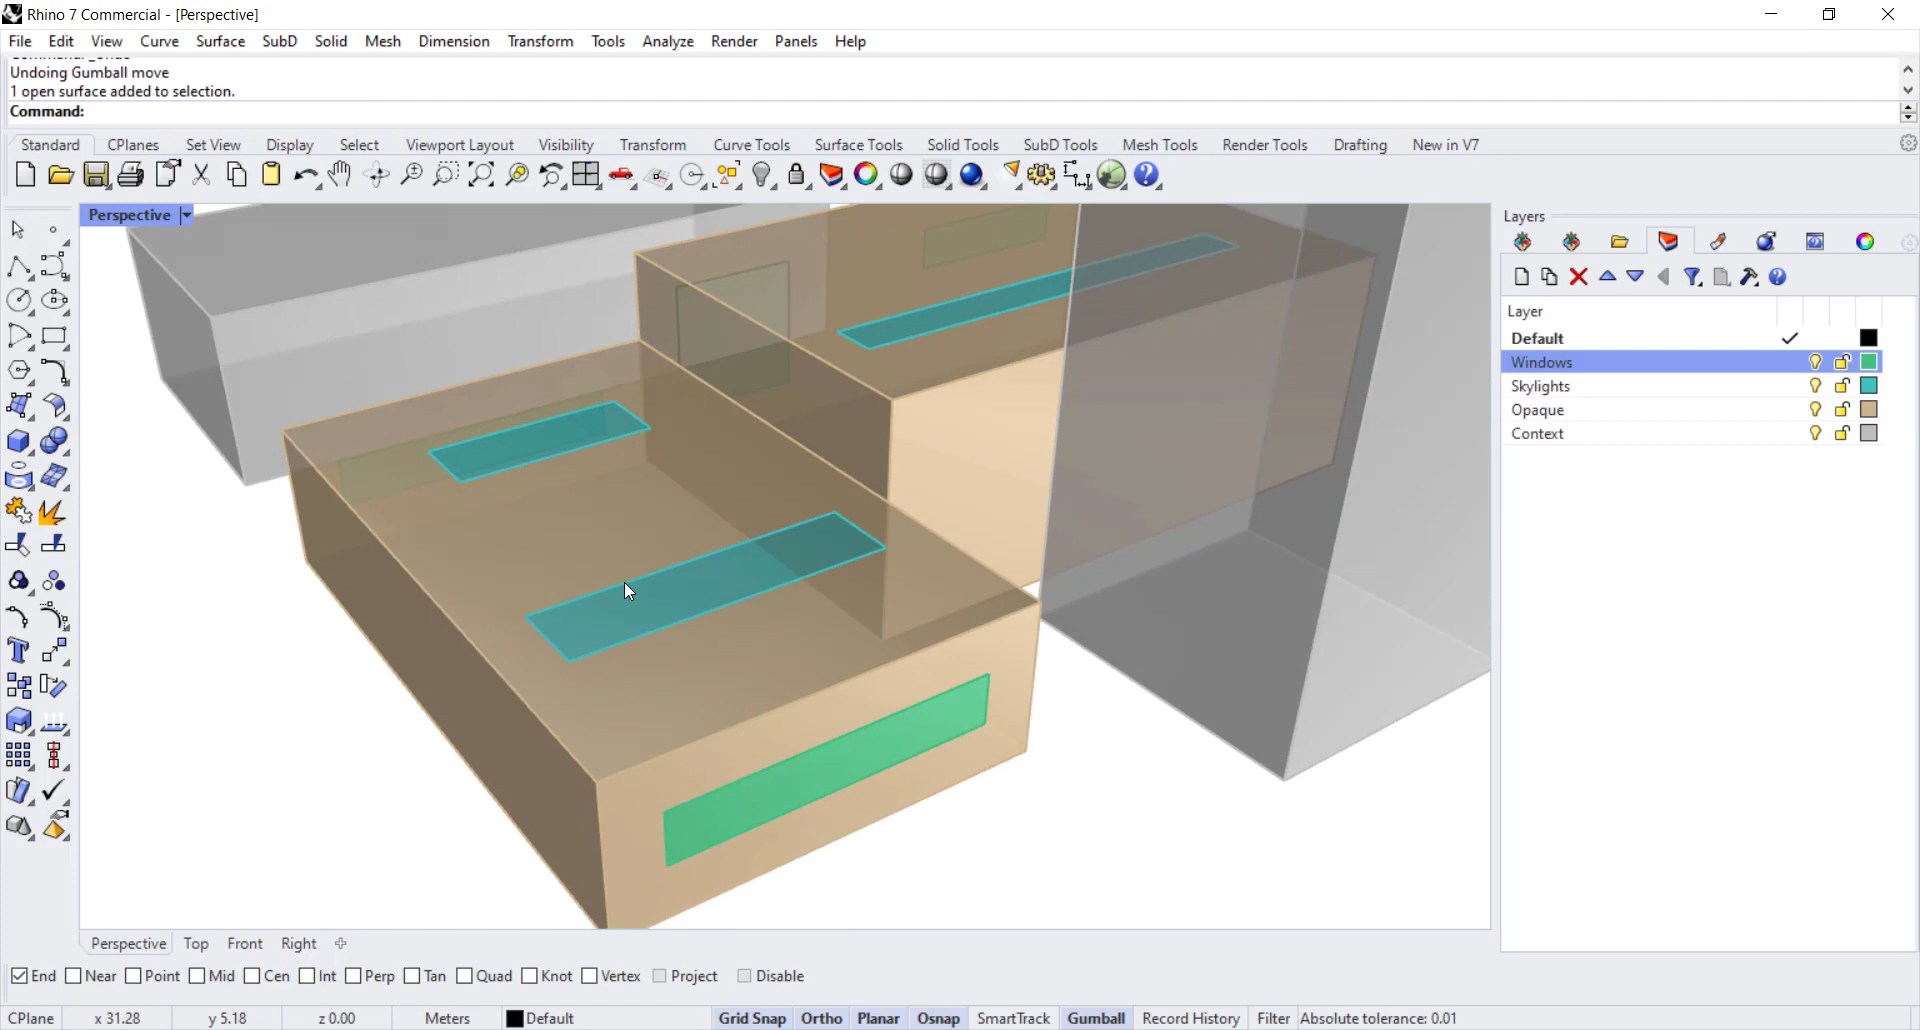 Rhino 7 Commercial - [Perspective]
File Edit View Curve Surface SubD Solid Mesh Dimension Transform Tools Analyze Render Panels Help
Undoing Gumball move
1 open surface added to selection.
Command:
Standard CPlanes Set View Display Select Viewport Layout Visibility Transform Curve Tools Surface Tools Solid Tools SubD Tools Mesh Tools Render Tools Drafting New in V7
Perspective
Layers
Layer
Default
Windows
Skylights
Opaque
Context
Perspective Top Front Right
End Near Point Mid Cen Int Perp Tan Quad Knot Vertex Project Disable
CPlane x 31.28 y 5.18 z 0.00 Meters Default Grid Snap Ortho Planar Osnap SmartTrack Gumball Record History Filter Absolute tolerance: 0.01